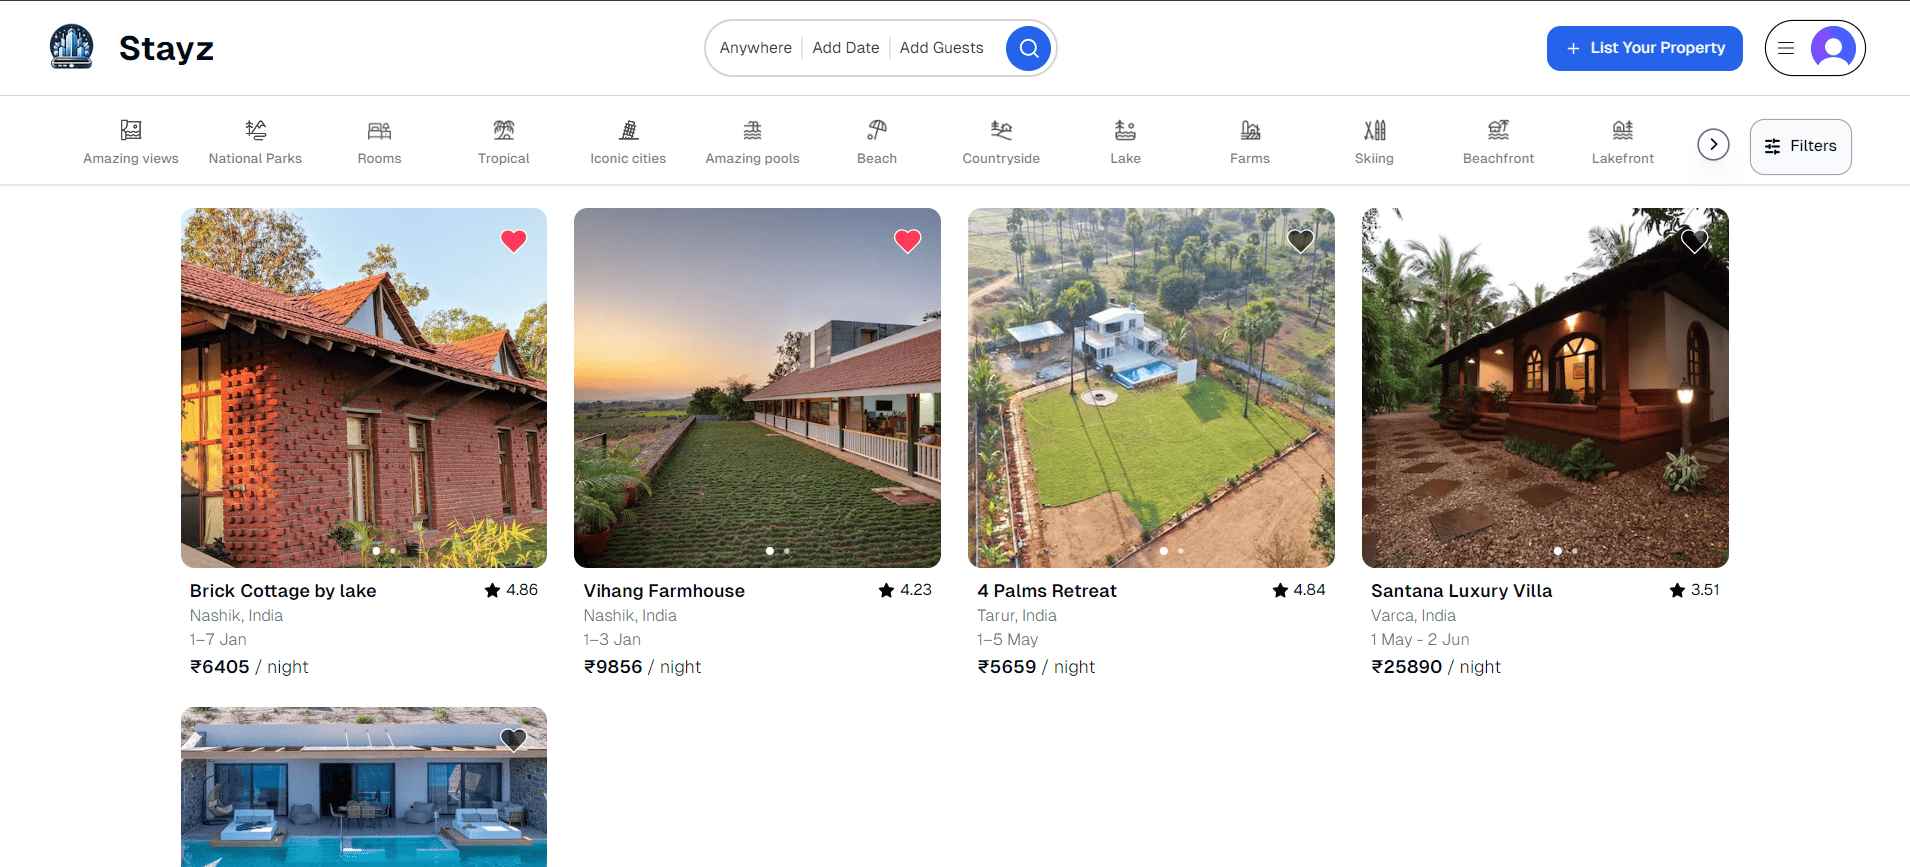 Stayz
Anywhere
Add Date
Add Guests
+ List Your Property
Amazing views
National Parks
Rooms
Tropical
Iconic cities
Amazing pools
Beach
Countryside
Lake
Farms
Skiing
Beachfront
Lakefront
Filters
Brick Cottage by lake
4.86
Nashik, India
1–7 Jan
₹6405 / night
Vihang Farmhouse
4.23
Nashik, India
1–3 Jan
₹9856 / night
4 Palms Retreat
4.84
Tarur, India
1–5 May
₹5659 / night
Santana Luxury Villa
3.51
Varca, India
1 May - 2 Jun
₹25890 / night